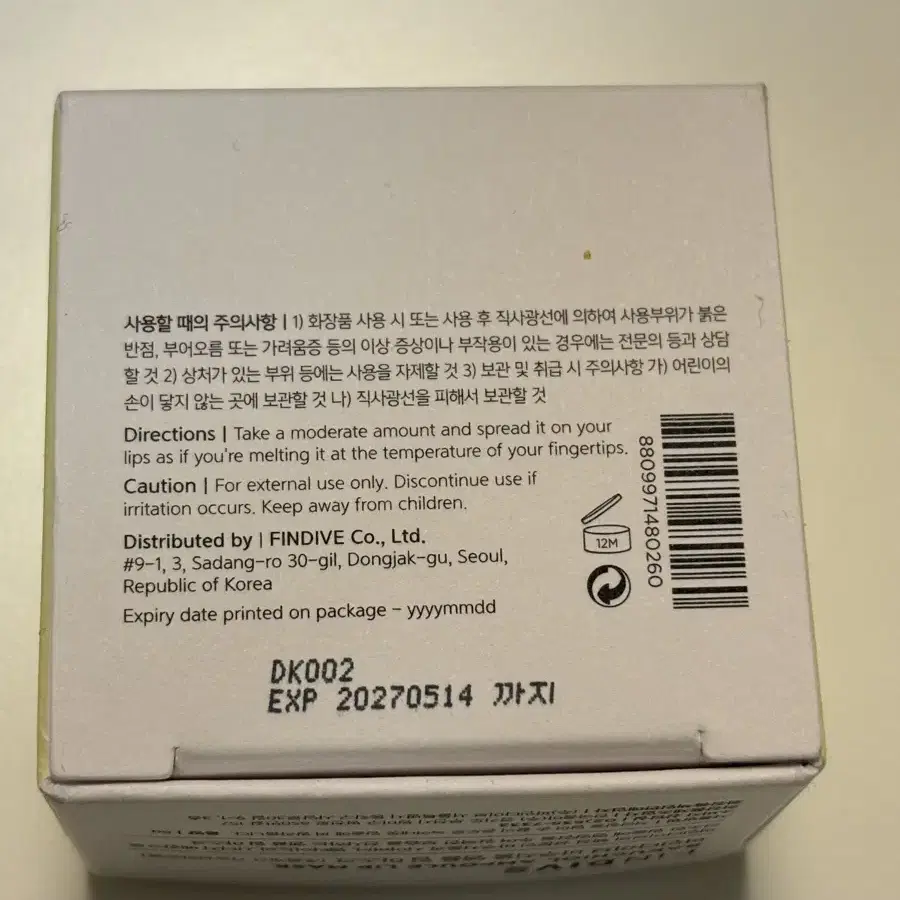 사용할 때의 주의사항 | 1) 화장품 사용 시 또는 사용 후 직사광선에 의하여 사용부위가 붉은
반점, 부어오름 또는 가려움증 등의 이상 증상이나 부작용이 있는 경우에는 전문의 등과 상담
할 것 2) 상처가 있는 부위 등에는 사용을 자제할 것 3) 보관 및 취급 시 주의사항 가) 어린이의
손이 닿지 않는 곳에 보관할 것 나) 직사광선을 피해서 보관할 것
Directions | Take a moderate amount and spread it on your
lips as if you're melting it at the temperature of your fingertips.
Caution | For external use only. Discontinue use if
irritation occurs. Keep away from children.
Distributed by | FINDIVE Co., Ltd.
#9-1, 3, Sadang-ro 30-gil, Dongjak-gu, Seoul,
Republic of Korea
Expiry date printed on package - yyyymmdd
12M
8809971480260
DK002
EXP 20270514 까지